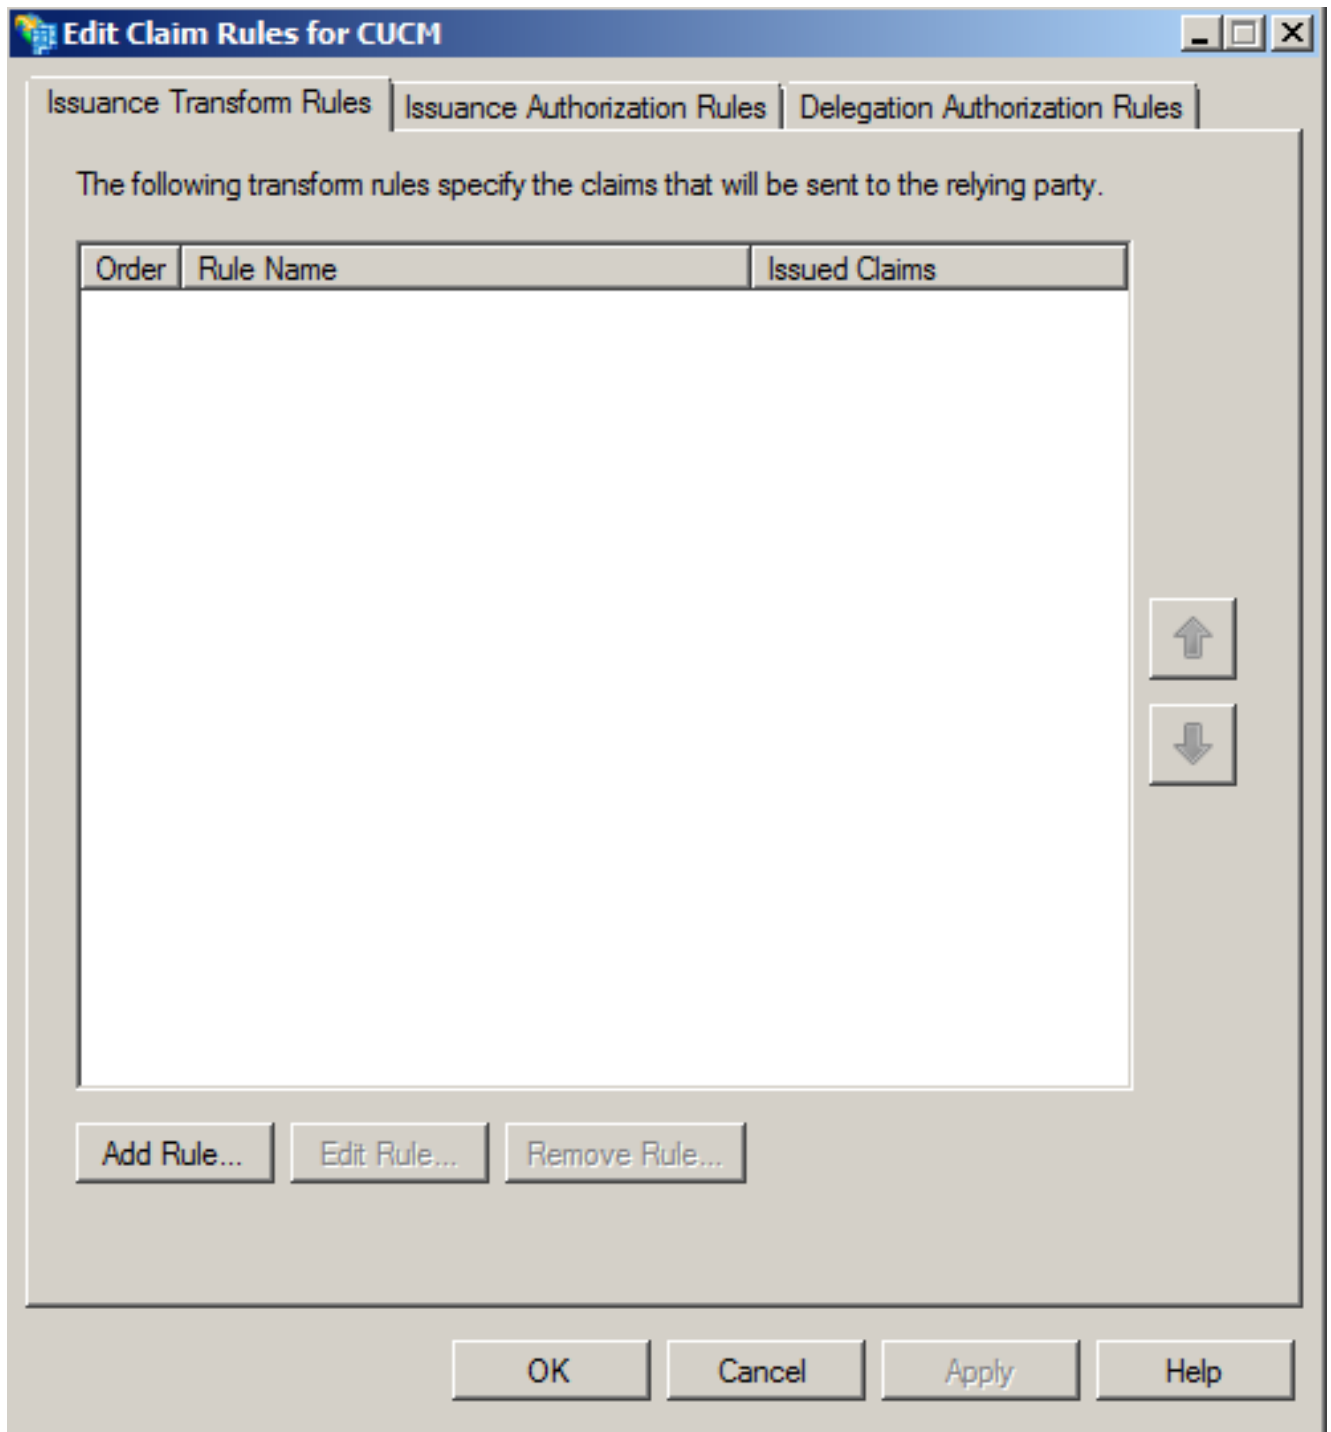 Edit Claim Rules for CUCM
Issuance Transform Rules Issuance Authorization Rules Delegation Authorization Rules
The following transform rules specify the claims that will be sent to the relying party.
Order Rule Name Issued Claims
Add Rule... Edit Rule... Remove Rule...
OK Cancel Apply Help